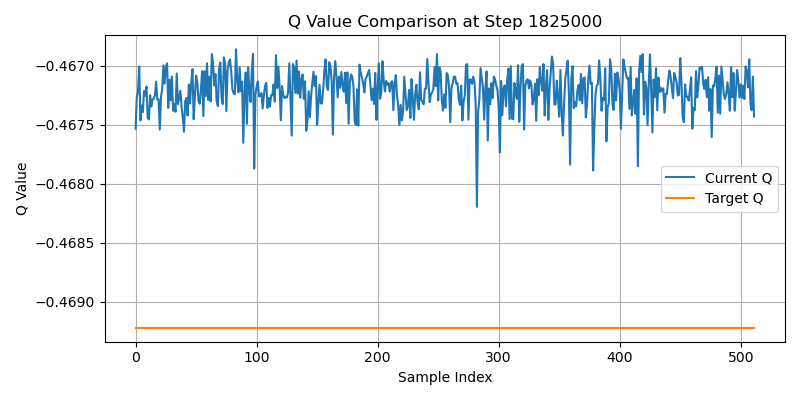 Q Value Comparison at Step 1825000
Q Value
−0.4670
−0.4675
−0.4680
−0.4685
−0.4690
Current Q
Target Q
0
100
200
300
400
500
Sample Index